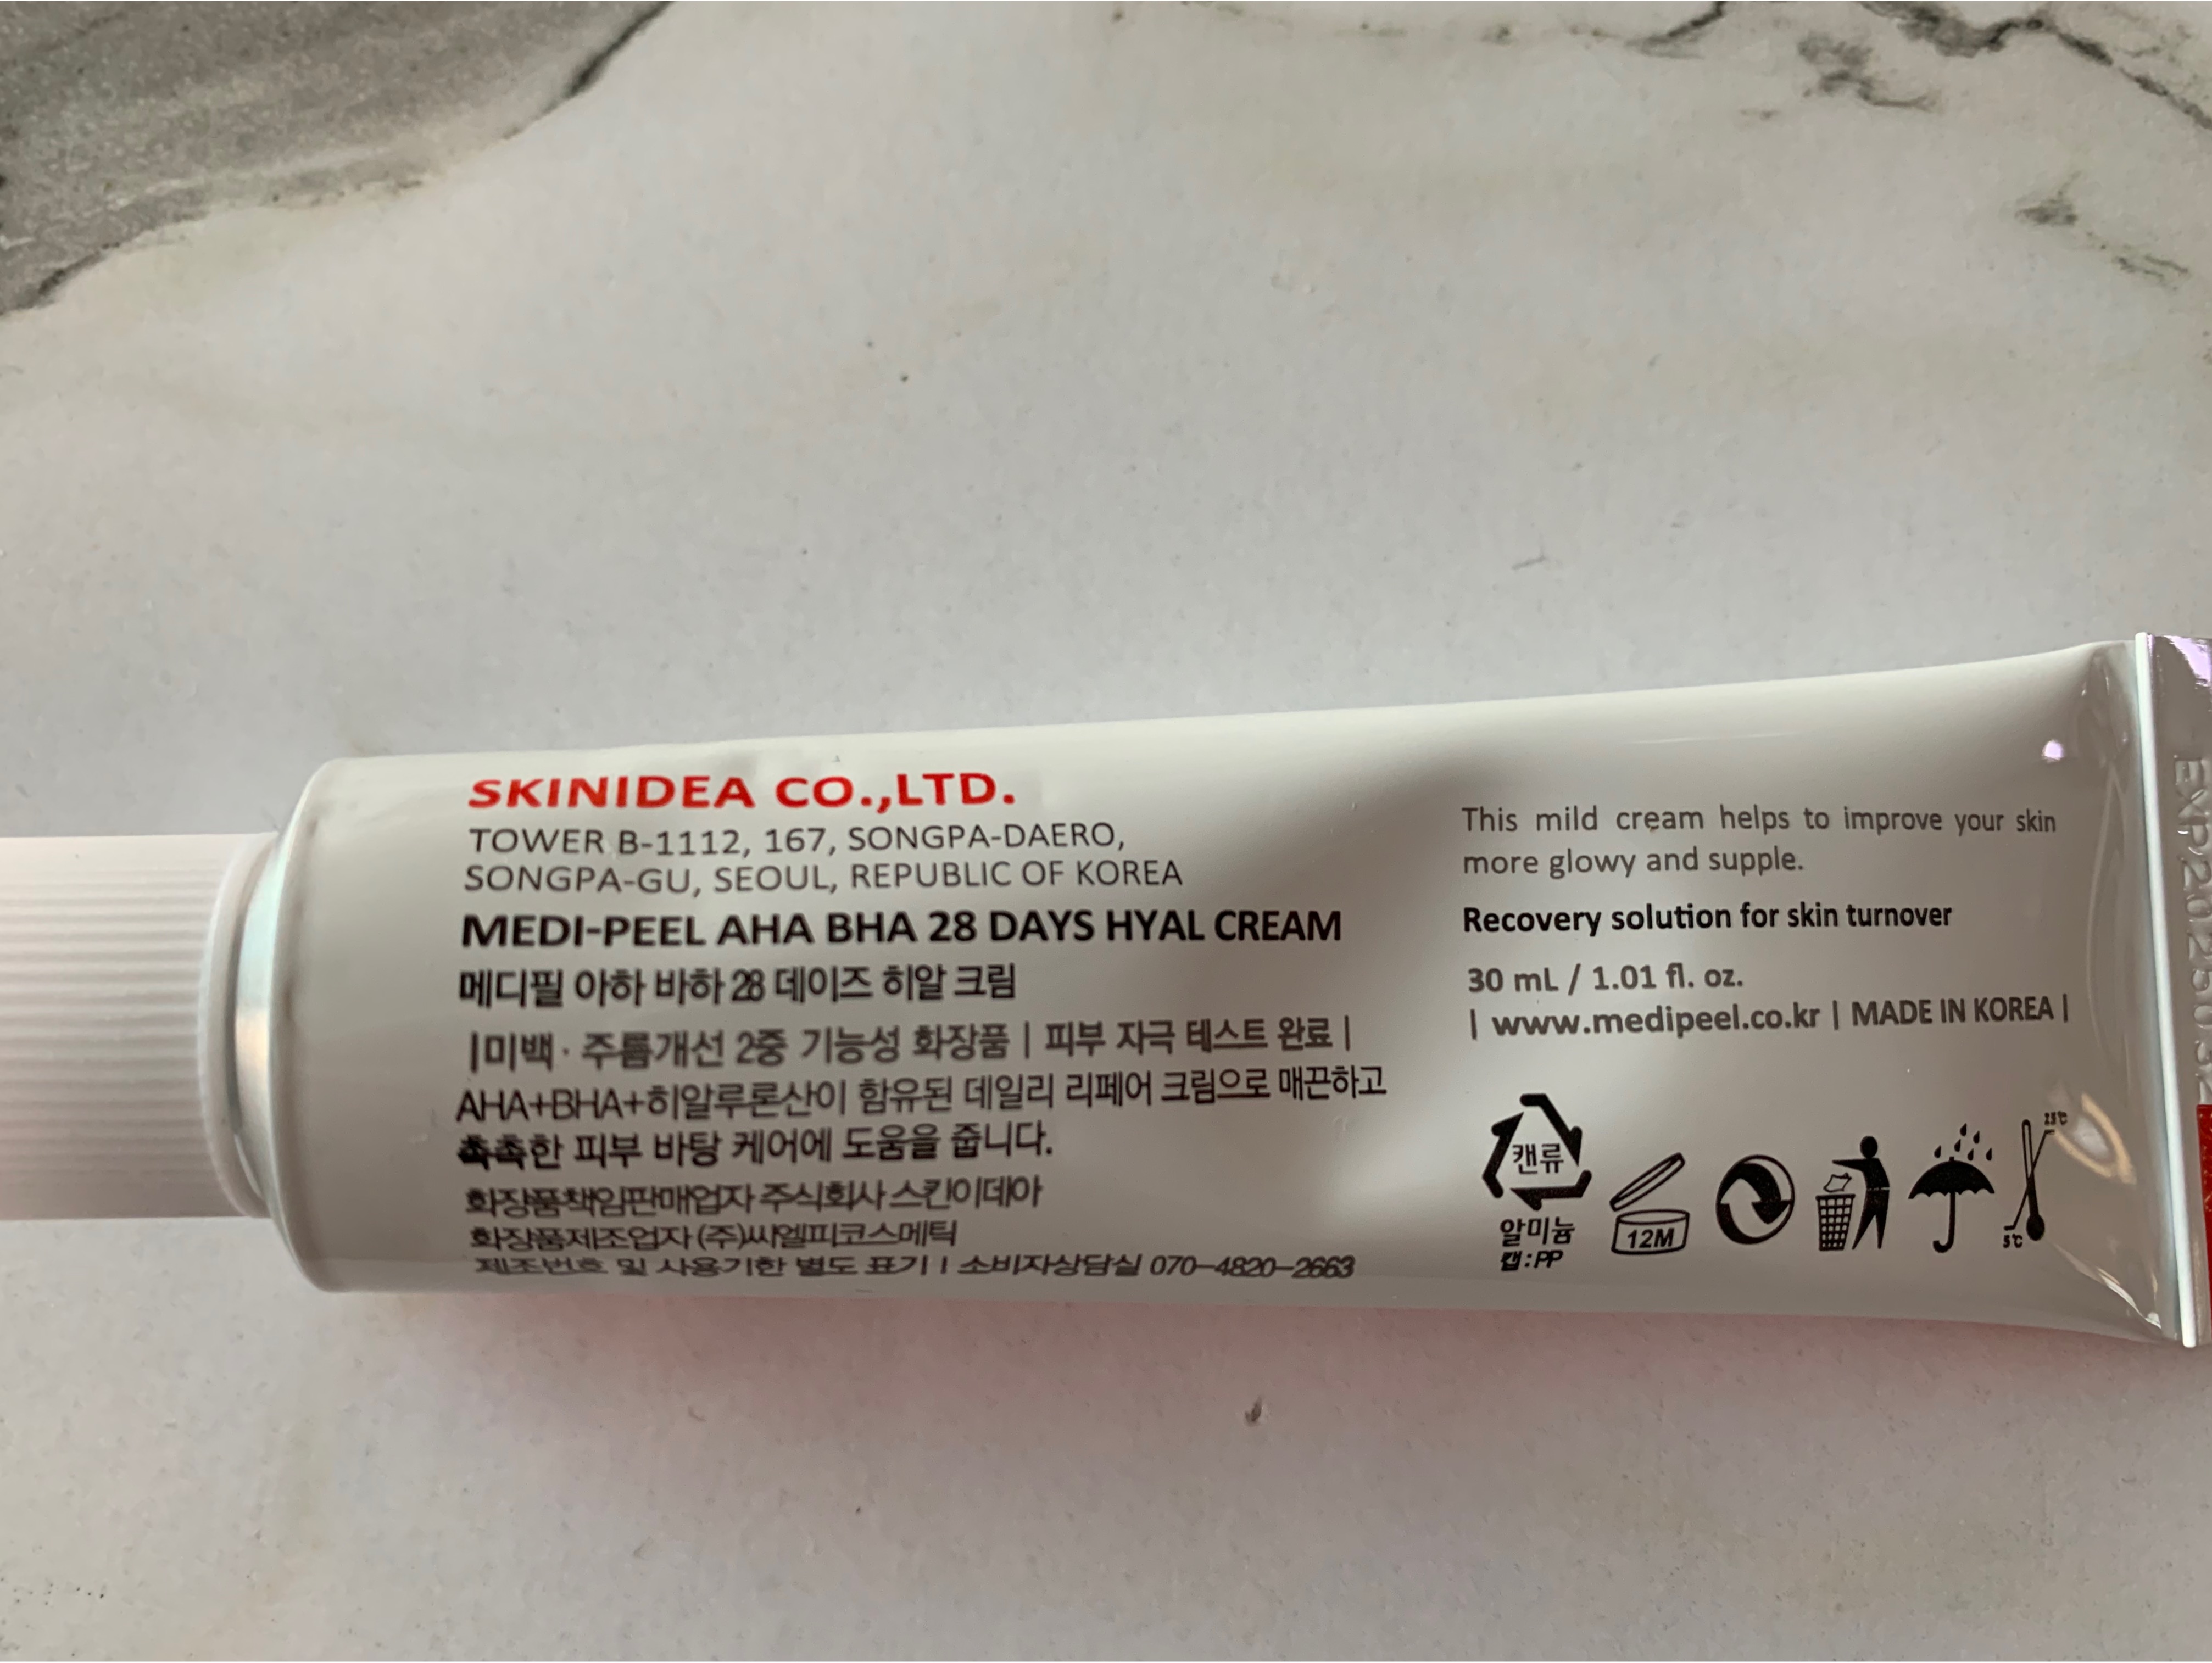 SKINIDEA CO.,LTD.
TOWER B-1112, 167, SONGPA-DAERO,
SONGPA-GU, SEOUL, REPUBLIC OF KOREA
MEDI-PEEL AHA BHA 28 DAYS HYAL CREAM
메디필 아하 바하 28 데이즈 히알 크림
|미백 · 주름개선 2중 기능성 화장품 | 피부 자극 테스트 완료 |
AHA+BHA+히알루론산이 함유된 데일리 리페어 크림으로 매끈하고
촉촉한 피부 바탕 케어에 도움을 줍니다.
화장품책임판매업자 주식회사 스킨이데아
화장품제조업자 (주)씨엘피코스메틱
제조번호 및 사용기한 별도 표기 | 소비자상담실 070-4820-2663
This mild cream helps to improve your skin
more glowy and supple.
Recovery solution for skin turnover
30 mL / 1.01 fl. oz.
| www.medipeel.co.kr | MADE IN KOREA |
캔류
알미늄
캡:PP
12M
25℃
5℃